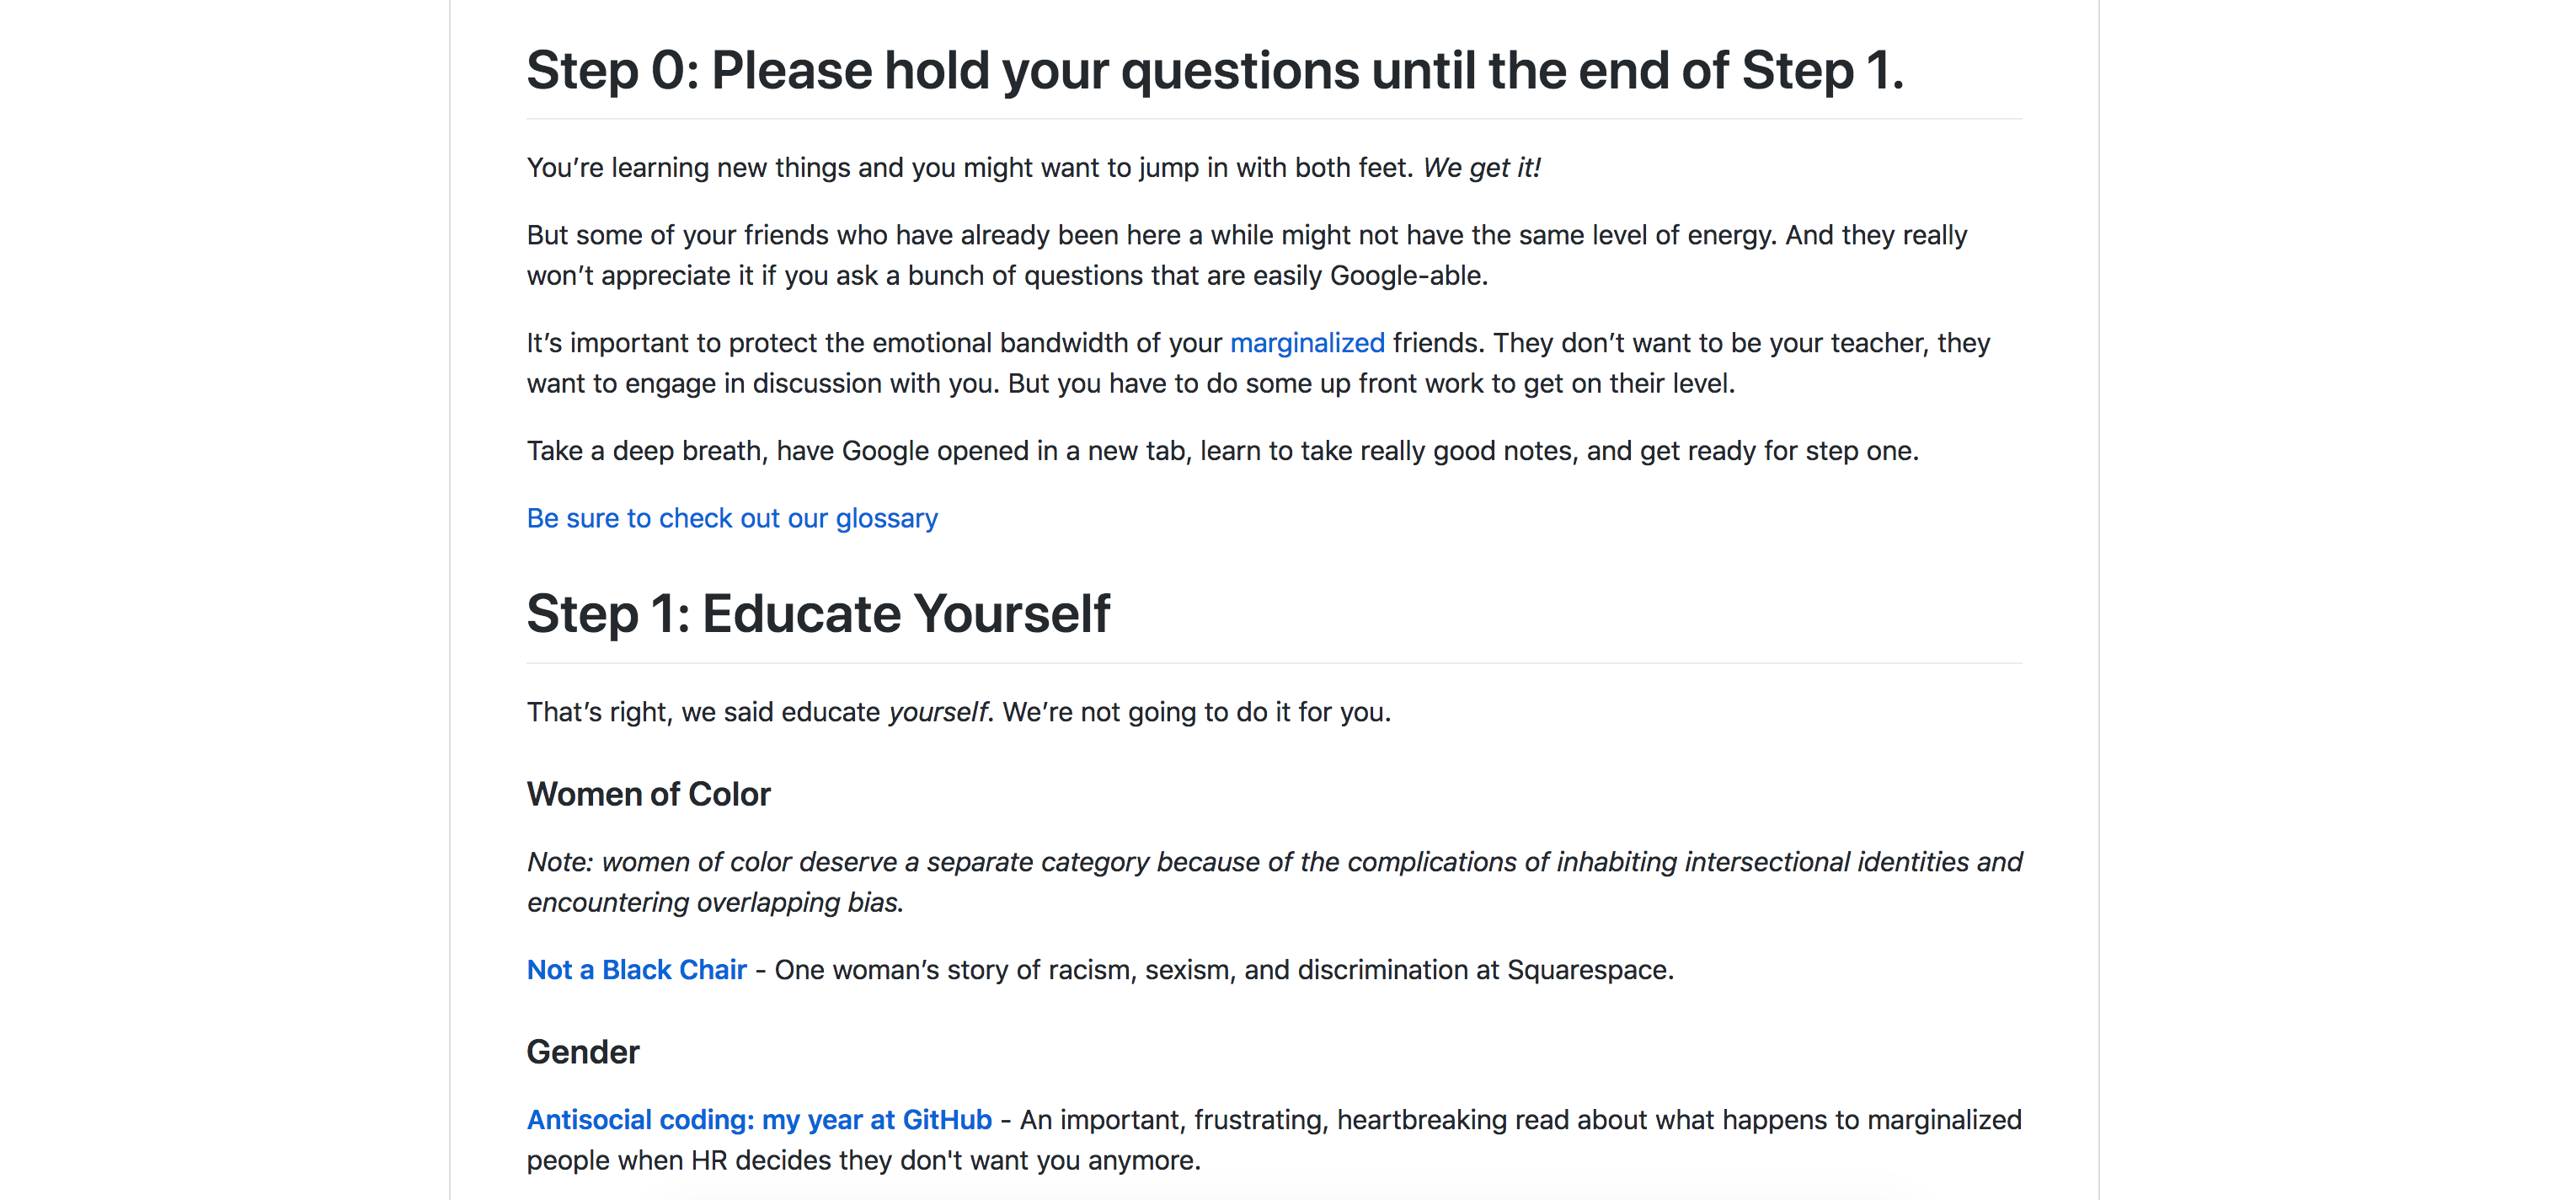 Step 0: Please hold your questions until the end of Step 1.
You’re learning new things and you might want to jump in with both feet. We get it!
But some of your friends who have already been here a while might not have the same level of energy. And they really
won’t appreciate it if you ask a bunch of questions that are easily Google-able.
It’s important to protect the emotional bandwidth of your marginalized friends. They don’t want to be your teacher, they
want to engage in discussion with you. But you have to do some up front work to get on their level.
Take a deep breath, have Google opened in a new tab, learn to take really good notes, and get ready for step one.
Be sure to check out our glossary
Step 1: Educate Yourself
That’s right, we said educate yourself. We’re not going to do it for you.
Women of Color
Note: women of color deserve a separate category because of the complications of inhabiting intersectional identities and
encountering overlapping bias.
Not a Black Chair - One woman’s story of racism, sexism, and discrimination at Squarespace.
Gender
Antisocial coding: my year at GitHub - An important, frustrating, heartbreaking read about what happens to marginalized
people when HR decides they don't want you anymore.